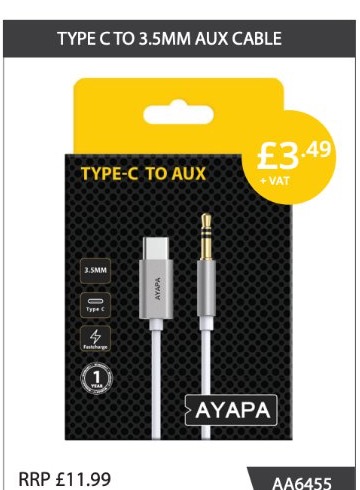 TYPE C TO 3.5MM AUX CABLE
£3.49
+ VAT
TYPE-C TO AUX
3.5MM
Type C
Fastcharge
1
YEAR
AYAPA
AYAPA
RRP £11.99
AA6455